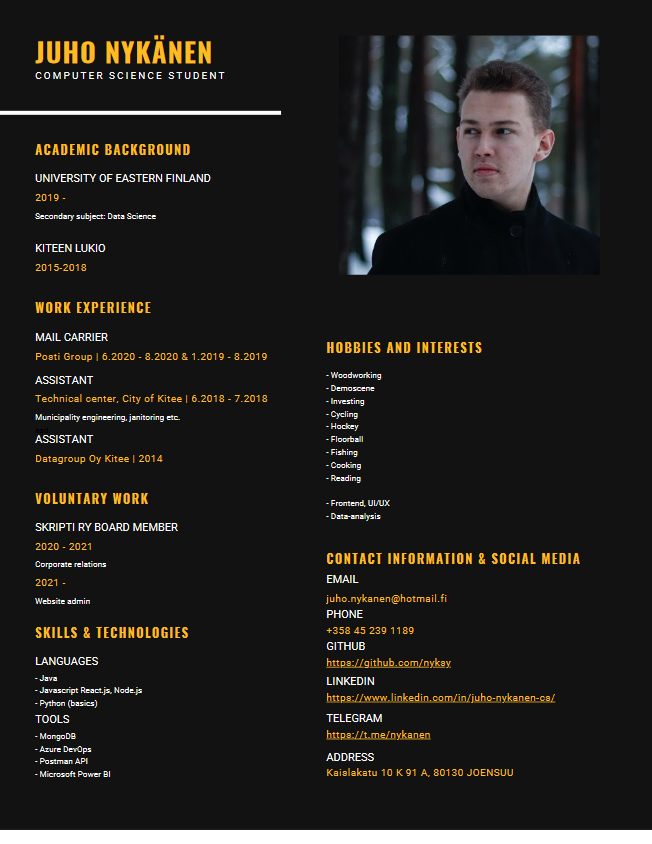 JUHO NYKÄNEN
COMPUTER SCIENCE STUDENT
ACADEMIC BACKGROUND
UNIVERSITY OF EASTERN FINLAND
2019 -
Secondary subject: Data Science
KITEEN LUKIO
2015-2018
WORK EXPERIENCE
MAIL CARRIER
Posti Group | 6.2020 - 8.2020 & 1.2019 - 8.2019
ASSISTANT
Technical center, City of Kitee | 6.2018 - 7.2018
Municipality engineering, janitoring etc.
ASSISTANT
Datagroup Oy Kitee | 2014
VOLUNTARY WORK
SKRIPTI RY BOARD MEMBER
2020 - 2021
Corporate relations
2021 -
Website admin
SKILLS & TECHNOLOGIES
LANGUAGES
- Java
- Javascript React.js, Node.js
- Python (basics)
TOOLS
- MongoDB
- Azure DevOps
- Postman API
- Microsoft Power BI
HOBBIES AND INTERESTS
- Woodworking
- Demoscene
- Investing
- Cycling
- Hockey
- Floorball
- Fishing
- Cooking
- Reading
- Frontend, UI/UX
- Data-analysis
CONTACT INFORMATION & SOCIAL MEDIA
EMAIL
juho.nykanen@hotmail.fi
PHONE
+358 45 239 1189
GITHUB
https://github.com/nyksy
LINKEDIN
https://www.linkedin.com/in/juho-nykanen-cs/
TELEGRAM
https://t.me/nykanen
ADDRESS
Kaislakatu 10 K 91 A, 80130 JOENSUU